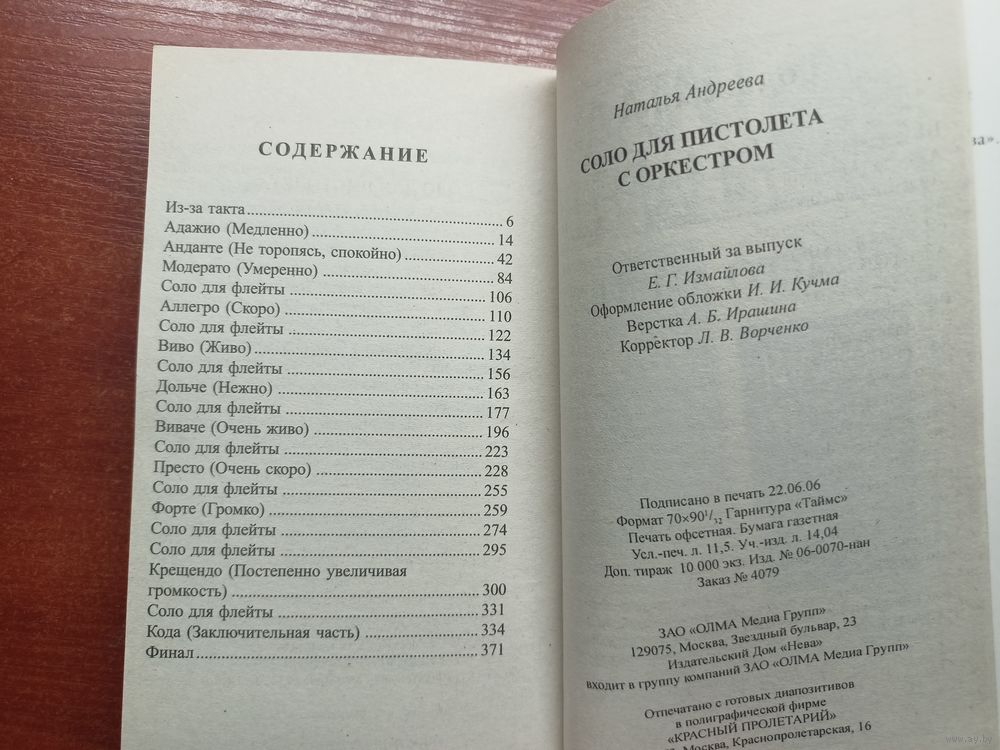 СОДЕРЖАНИЕ
Из-за такта........ 6
Адажио (Медленно)........ 14
Анданте (Не торопясь, спокойно)........ 42
Модерато (Умеренно)........ 84
Соло для флейты........ 106
Аллегро (Скоро)........ 110
Соло для флейты........ 122
Виво (Живо)........ 134
Соло для флейты........ 156
Дольче (Нежно)........ 163
Соло для флейты........ 177
Виваче (Очень живо)........ 196
Соло для флейты........ 223
Престо (Очень скоро)........ 228
Соло для флейты........ 255
Форте (Громко)........ 259
Соло для флейты........ 274
Соло для флейты........ 295
Крещендо (Постепенно увеличивая
громкость)........ 300
Соло для флейты........ 331
Кода (Заключительная часть)........ 334
Финал........ 371
Наталья Андреева
СОЛО ДЛЯ ПИСТОЛЕТА
С ОРКЕСТРОМ
Ответственный за выпуск
Е. Г. Измайлова
Оформление обложки И. И. Кучма
Верстка А. Б. Ирашина
Корректор Л. В. Ворченко
Подписано в печать 22.06.06
Формат 70×90¹/₃₂ Гарнитура «Таймс»
Печать офсетная. Бумага газетная
Усл.-печ. л. 11,5. Уч.-изд. л. 14,04
Доп. тираж 10 000 экз. Изд. № 06-0070-нан
Заказ № 4079
ЗАО «ОЛМА Медиа Групп»
129075, Москва, Звездный бульвар, 23
Издательский Дом «Нева»
входит в группу компаний ЗАО «ОЛМА Медиа Групп»
Отпечатано с готовых диапозитивов
в полиграфической фирме
«КРАСНЫЙ ПРОЛЕТАРИЙ»
Москва, Краснопролетарская, 16
ва».
www.ay.by